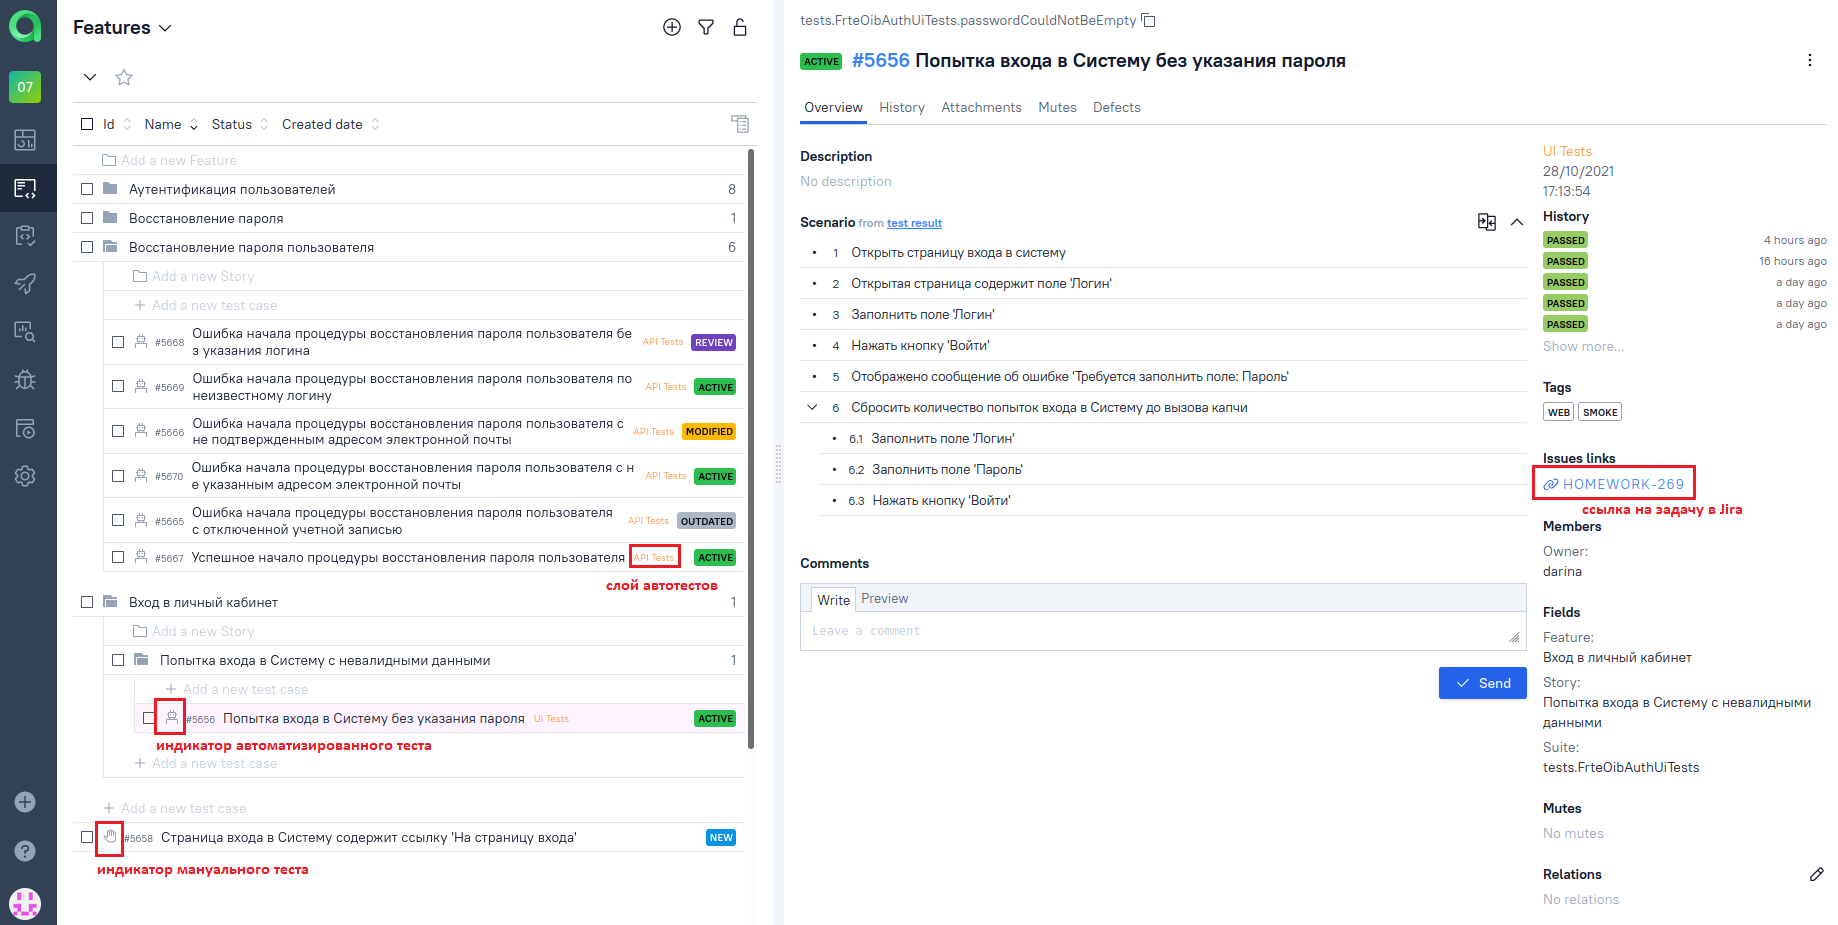 07
Features
Id Name Status Created date
Add a new Feature
Аутентификация пользователей 8
Восстановление пароля 1
Восстановление пароля пользователя 6
Add a new Story
Add a new test case
#5668 Ошибка начала процедуры восстановления пароля пользователя бе
з указания логина API Tests REVIEW
#5669 Ошибка начала процедуры восстановления пароля пользователя по
неизвестному логину API Tests ACTIVE
#5666 Ошибка начала процедуры восстановления пароля пользователя с
не подтвержденным адресом электронной почты API Tests MODIFIED
#5670 Ошибка начала процедуры восстановления пароля пользователя с н
е указанным адресом электронной почты API Tests ACTIVE
#5665 Ошибка начала процедуры восстановления пароля пользователя
с отключенной учетной записью API Tests OUTDATED
#5667 Успешное начало процедуры восстановления пароля пользователя API Tests ACTIVE
слой автотестов
Вход в личный кабинет 1
Add a new Story
Попытка входа в Систему с невалидными данными 1
Add a new test case
#5656 Попытка входа в Систему без указания пароля UI Tests ACTIVE
индикатор автоматизированного теста
Add a new test case
Add a new test case
#5658 Страница входа в Систему содержит ссылку 'На страницу входа' NEW
индикатор мануального теста
tests.FrteOibAuthUiTests.passwordCouldNotBeEmpty
ACTIVE #5656 Попытка входа в Систему без указания пароля
Overview History Attachments Mutes Defects
Description
No description
Scenario from test result
1 Открыть страницу входа в систему
2 Открытая страница содержит поле 'Логин'
3 Заполнить поле 'Логин'
4 Нажать кнопку 'Войти'
5 Отображено сообщение об ошибке 'Требуется заполнить поле: Пароль'
6 Сбросить количество попыток входа в Систему до вызова капчи
6.1 Заполнить поле 'Логин'
6.2 Заполнить поле 'Пароль'
6.3 Нажать кнопку 'Войти'
Comments
Write Preview
Leave a comment
Send
UI Tests
28/10/2021
17:13:54
History
PASSED 4 hours ago
PASSED 16 hours ago
PASSED a day ago
PASSED a day ago
PASSED a day ago
Show more...
Tags
WEB SMOKE
Issues links
HOMEWORK-269
ссылка на задачу в Jira
Members
Owner:
darina
Fields
Feature:
Вход в личный кабинет
Story:
Попытка входа в Систему с невалидными
данными
Suite:
tests.FrteOibAuthUiTests
Mutes
No mutes
Relations
No relations